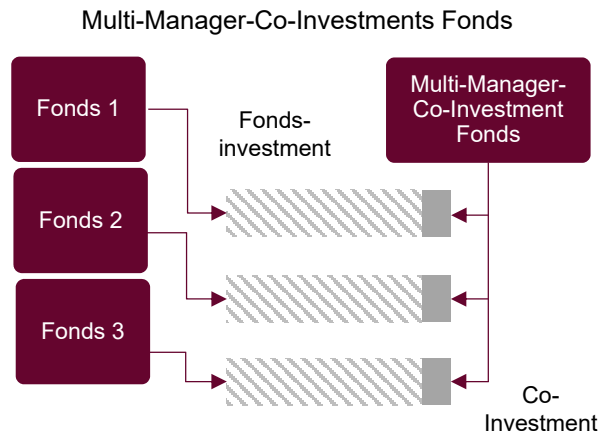 Multi-Manager-Co-Investments Fonds
Fonds 1
Fonds 2
Fonds 3
Fonds-
investment
Multi-Manager-
Co-Investment
Fonds
Co-
Investment